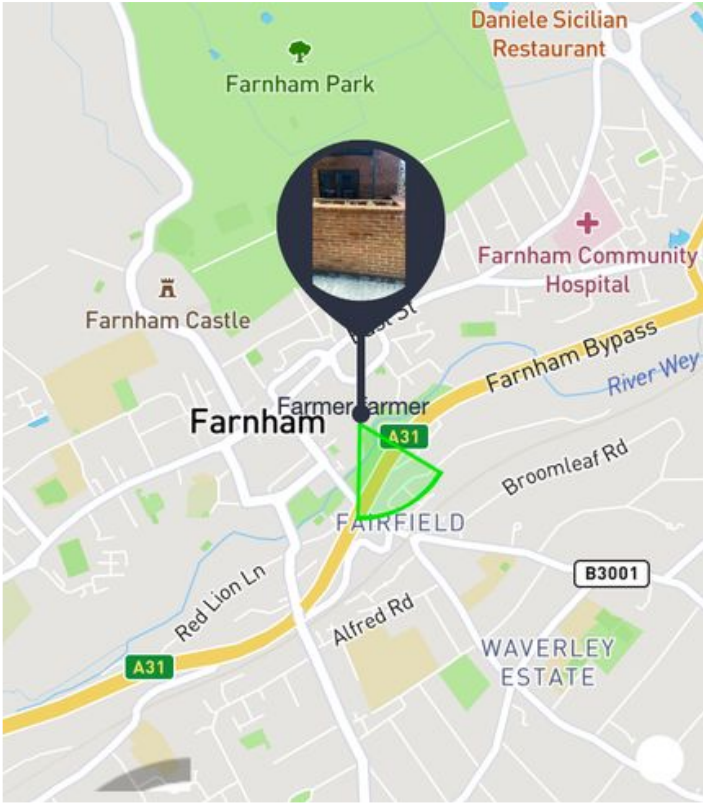 Daniele Sicilian
Restaurant
Farnham Park
Farnham Community
Hospital
Farnham Castle
St
Farnham Bypass
River Wey
Farmer farmer
Farnham
A31
Broomleaf Rd
FAIRFIELD
B3001
Red Lion Ln
Alfred Rd
WAVERLEY
ESTATE
A31